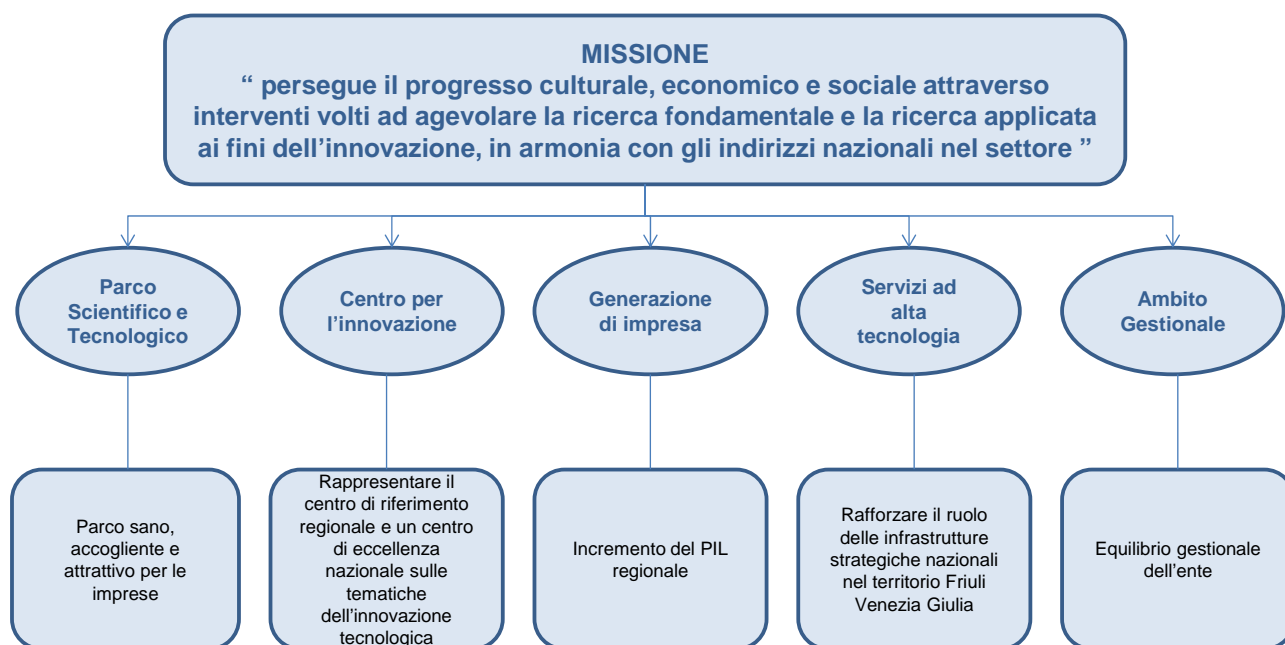 MISSIONE
“ persegue il progresso culturale, economico e sociale attraverso
interventi volti ad agevolare la ricerca fondamentale e la ricerca applicata
ai fini dell’innovazione, in armonia con gli indirizzi nazionali nel settore ”
Parco
Scientifico e
Tecnologico
Centro per
l’innovazione
Generazione
di impresa
Servizi ad
alta
tecnologia
Ambito
Gestionale
Parco sano,
accogliente e
attrattivo per le
imprese
Rappresentare il
centro di riferimento
regionale e un centro
di eccellenza
nazionale sulle
tematiche
dell’innovazione
tecnologica
Incremento del PIL
regionale
Rafforzare il ruolo
delle infrastrutture
strategiche nazionali
nel territorio Friuli
Venezia Giulia
Equilibrio gestionale
dell’ente